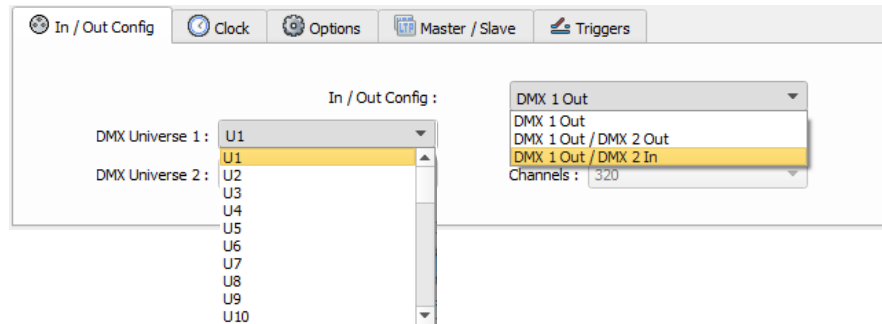 In / Out Config
Clock
Options
LTP
Master / Slave
Triggers
In / Out Config :
DMX 1 Out
DMX 1 Out
DMX 1 Out / DMX 2 Out
DMX 1 Out / DMX 2 In
DMX Universe 1 :
U1
DMX Universe 2 :
Channels :
320
U1
U2
U3
U4
U5
U6
U7
U8
U9
U10